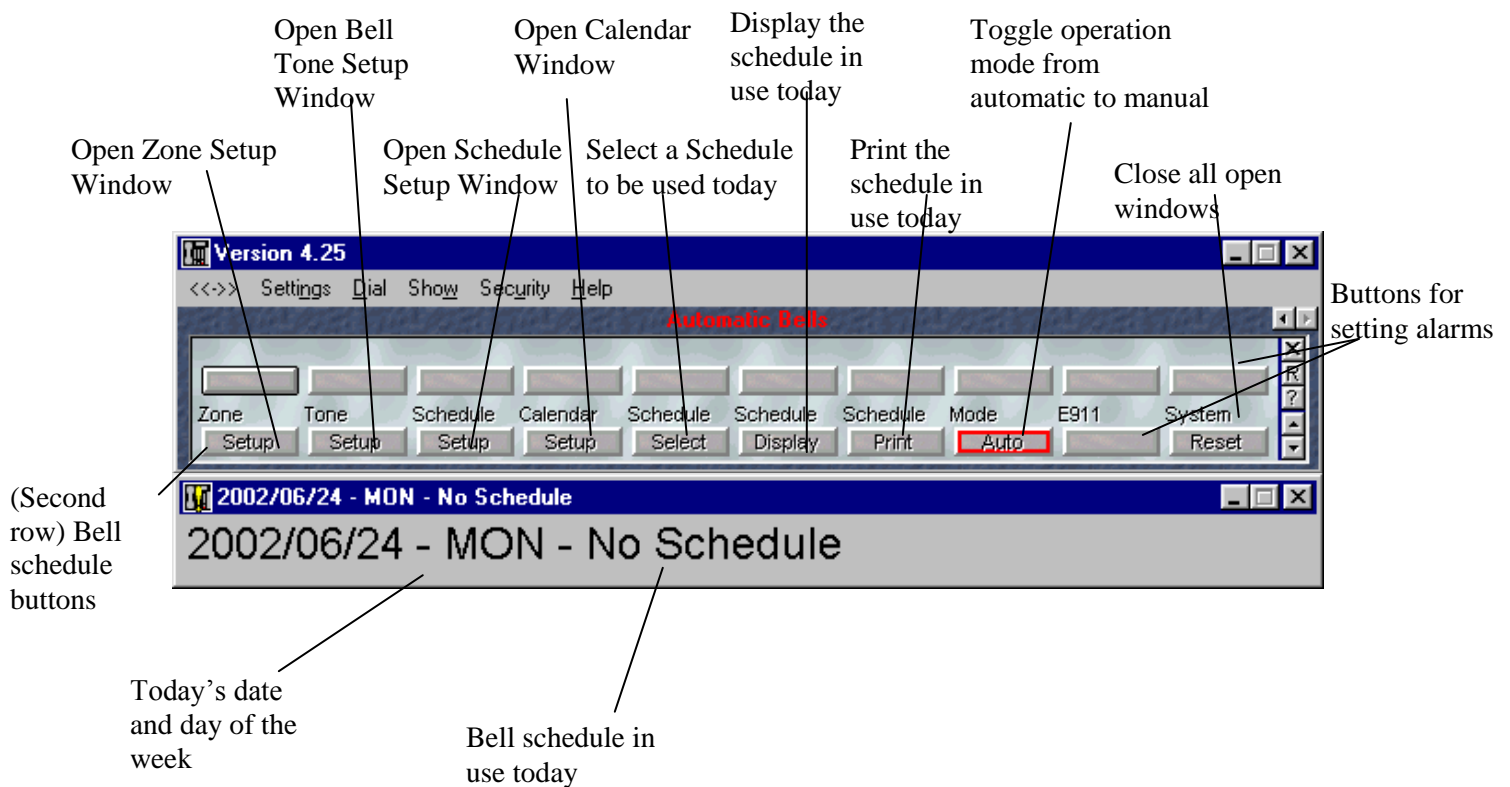 Open Bell
Tone Setup
Window
Open Calendar
Window
Display the
schedule in
use today
Toggle operation
mode from
automatic to manual
Open Zone Setup
Window
Open Schedule
Setup Window
Select a Schedule
to be used today
Print the
schedule in
use today
Close all open
windows
Version 4.25
<<->> Settings Dial Show Security Help
Automatic Bells
Buttons for
setting alarms
X
R
?
Zone Tone Schedule Calendar Schedule Schedule Schedule Mode E911 System
Setup Setup Setup Setup Select Display Print Auto Reset
(Second
row) Bell
schedule
buttons
2002/06/24 - MON - No Schedule
2002/06/24 - MON - No Schedule
Today’s date
and day of the
week
Bell schedule in
use today